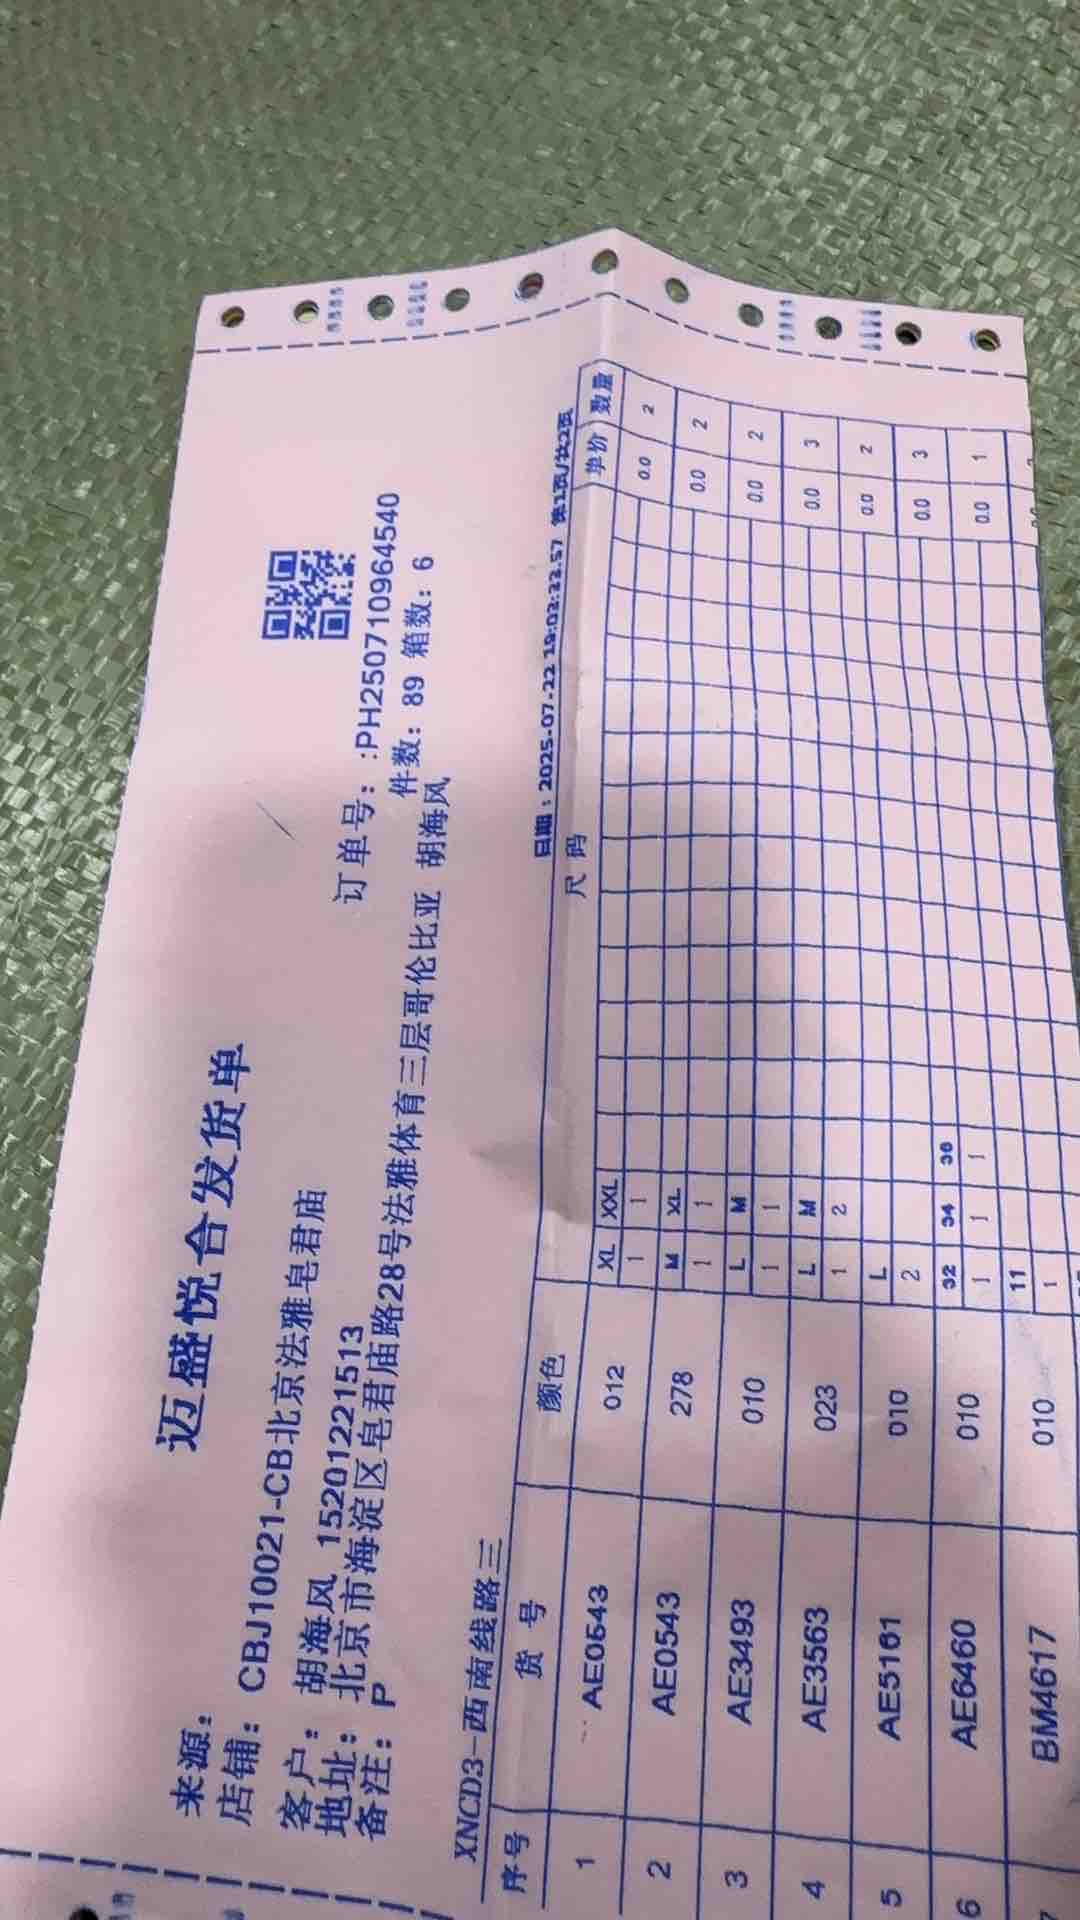 迈盛悦合发货单
来源:
店铺: CBJ10021-CB北京法雅皂君庙
订单号: :PH250710964540
客户: 胡海风 15201221513
件数: 89 箱数: 6
地址: 北京市海淀区皂君庙路28号法雅体育三层哥伦比亚 胡海风
备注: P
XNCD3-西南线路三
日期: 2025-07-22 19:03:23.57 第1页/共2页
序号 货号 颜色 尺码 单价 数量
XL XXL
1 AE0543 012 1 1 0.0 2
M XL
2 AE0543 278 1 1 0.0 2
L M
3 AE3493 010 1 1 0.0 2
L M
4 AE3563 023 1 2 0.0 3
L
5 AE5161 010 2 0.0 2
32 34 36
6 AE6460 010 1 1 1 0.0 3
11
7 BM4617 010 1 0.0 1